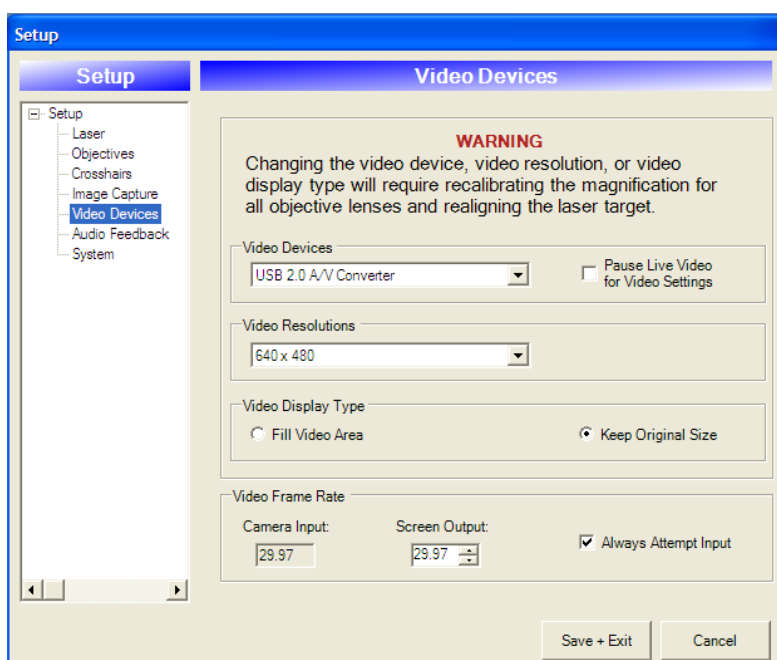 Setup
Setup
Video Devices
Setup
Laser
Objectives
Crosshairs
Image Capture
Video Devices
Audio Feedback
System
WARNING
Changing the video device, video resolution, or video
display type will require recalibrating the magnification for
all objective lenses and realigning the laser target.
Video Devices
USB 2.0 A/V Converter
Pause Live Video
for Video Settings
Video Resolutions
640 x 480
Video Display Type
Fill Video Area
Keep Original Size
Video Frame Rate
Camera Input:
Screen Output:
29.97
29.97
Always Attempt Input
Save + Exit
Cancel